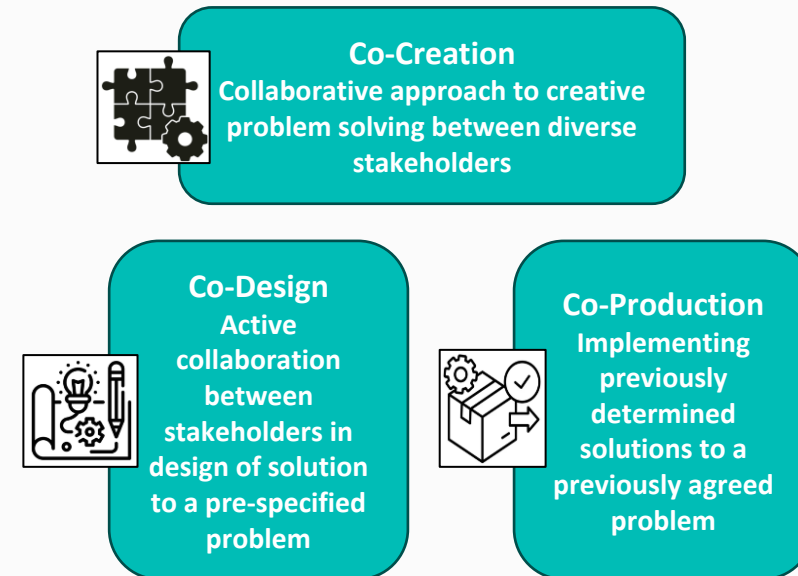 Co-Creation
Collaborative approach to creative
problem solving between diverse
stakeholders
Co-Design
Active
collaboration
between
stakeholders in
design of solution
to a pre-specified
problem
Co-Production
Implementing
previously
determined
solutions to a
previously agreed
problem